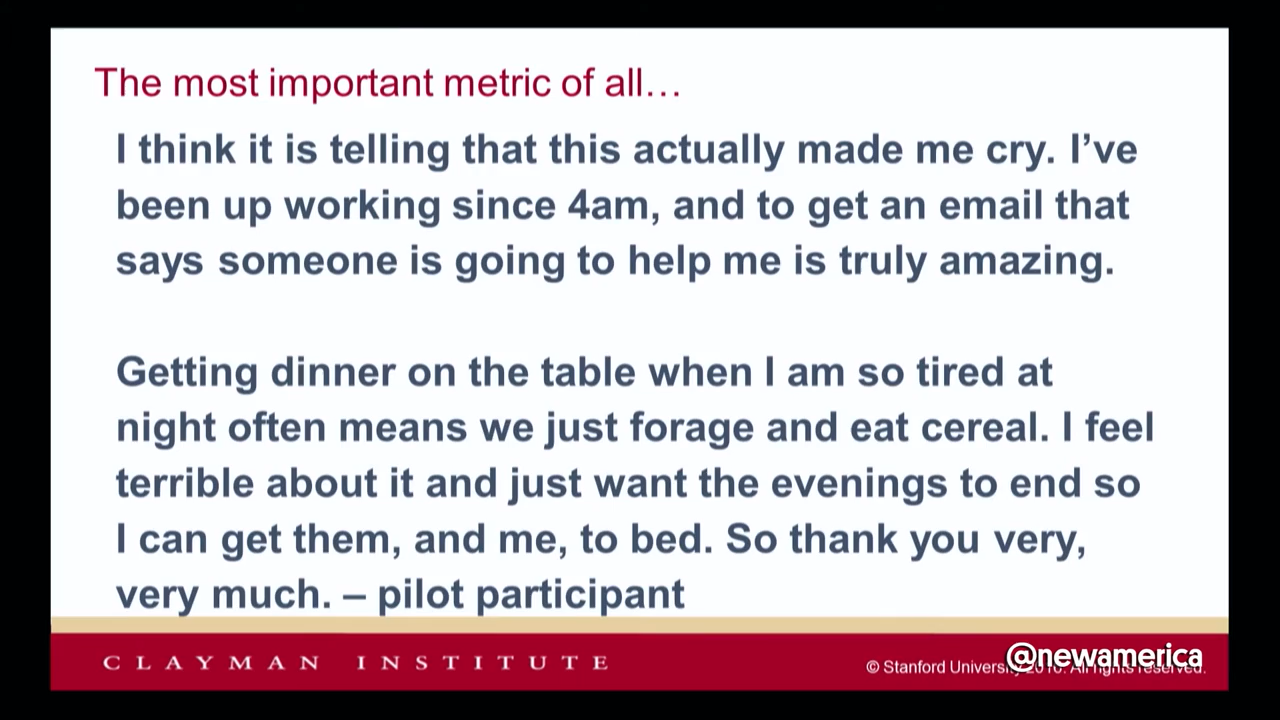 The most important metric of all…
I think it is telling that this actually made me cry. I’ve
been up working since 4am, and to get an email that
says someone is going to help me is truly amazing.
Getting dinner on the table when I am so tired at
night often means we just forage and eat cereal. I feel
terrible about it and just want the evenings to end so
I can get them, and me, to bed. So thank you very,
very much. – pilot participant
CLAYMAN INSTITUTE
© Stanford University All rights reserved.
@newamerica